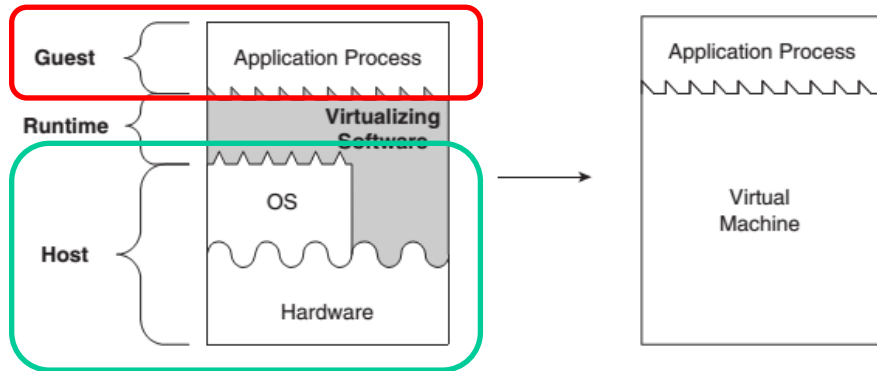 Guest
Application Process
Runtime
Virtualizing
Software
OS
Host
Hardware
Application Process
Virtual
Machine